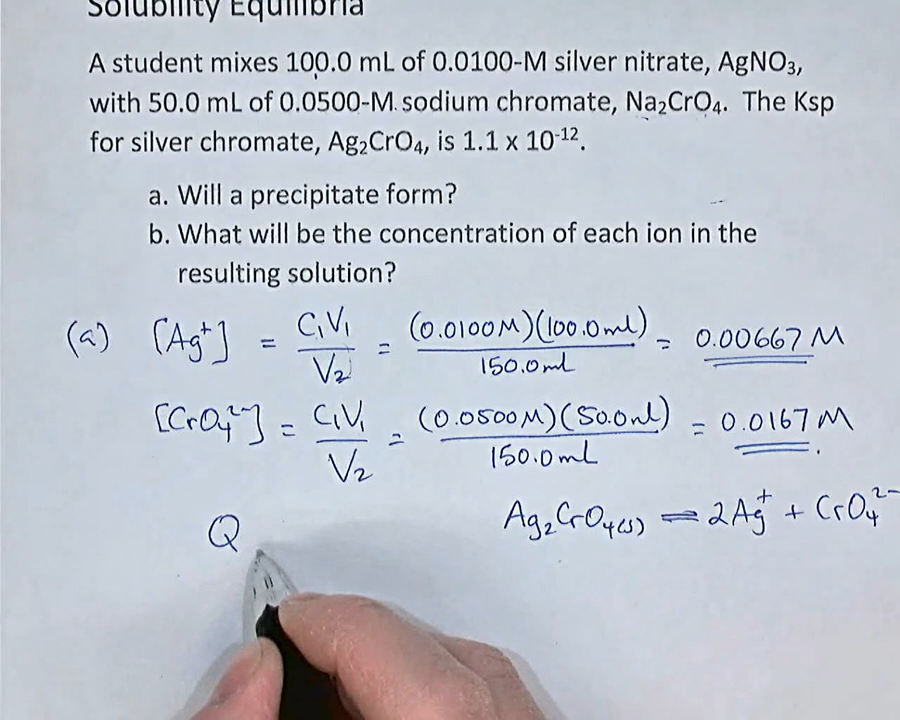 Solubility Equilibria
A student mixes 100.0 mL of 0.0100-M silver nitrate, AgNO₃,
with 50.0 mL of 0.0500-M sodium chromate, Na₂CrO₄. The Ksp
for silver chromate, Ag₂CrO₄, is 1.1 x 10⁻¹².
a. Will a precipitate form?
b. What will be the concentration of each ion in the
resulting solution?
(a) [Ag⁺] = C₁V₁/V₂ = (0.0100M)(100.0ml)/150.0ml = 0.00667 M
[CrO₄²⁻] = C₁V₁/V₂ = (0.0500M)(50.0ml)/150.0ml = 0.0167 M
Ag₂CrO₄(s) ⇌ 2Ag⁺ + CrO₄²⁻
Q